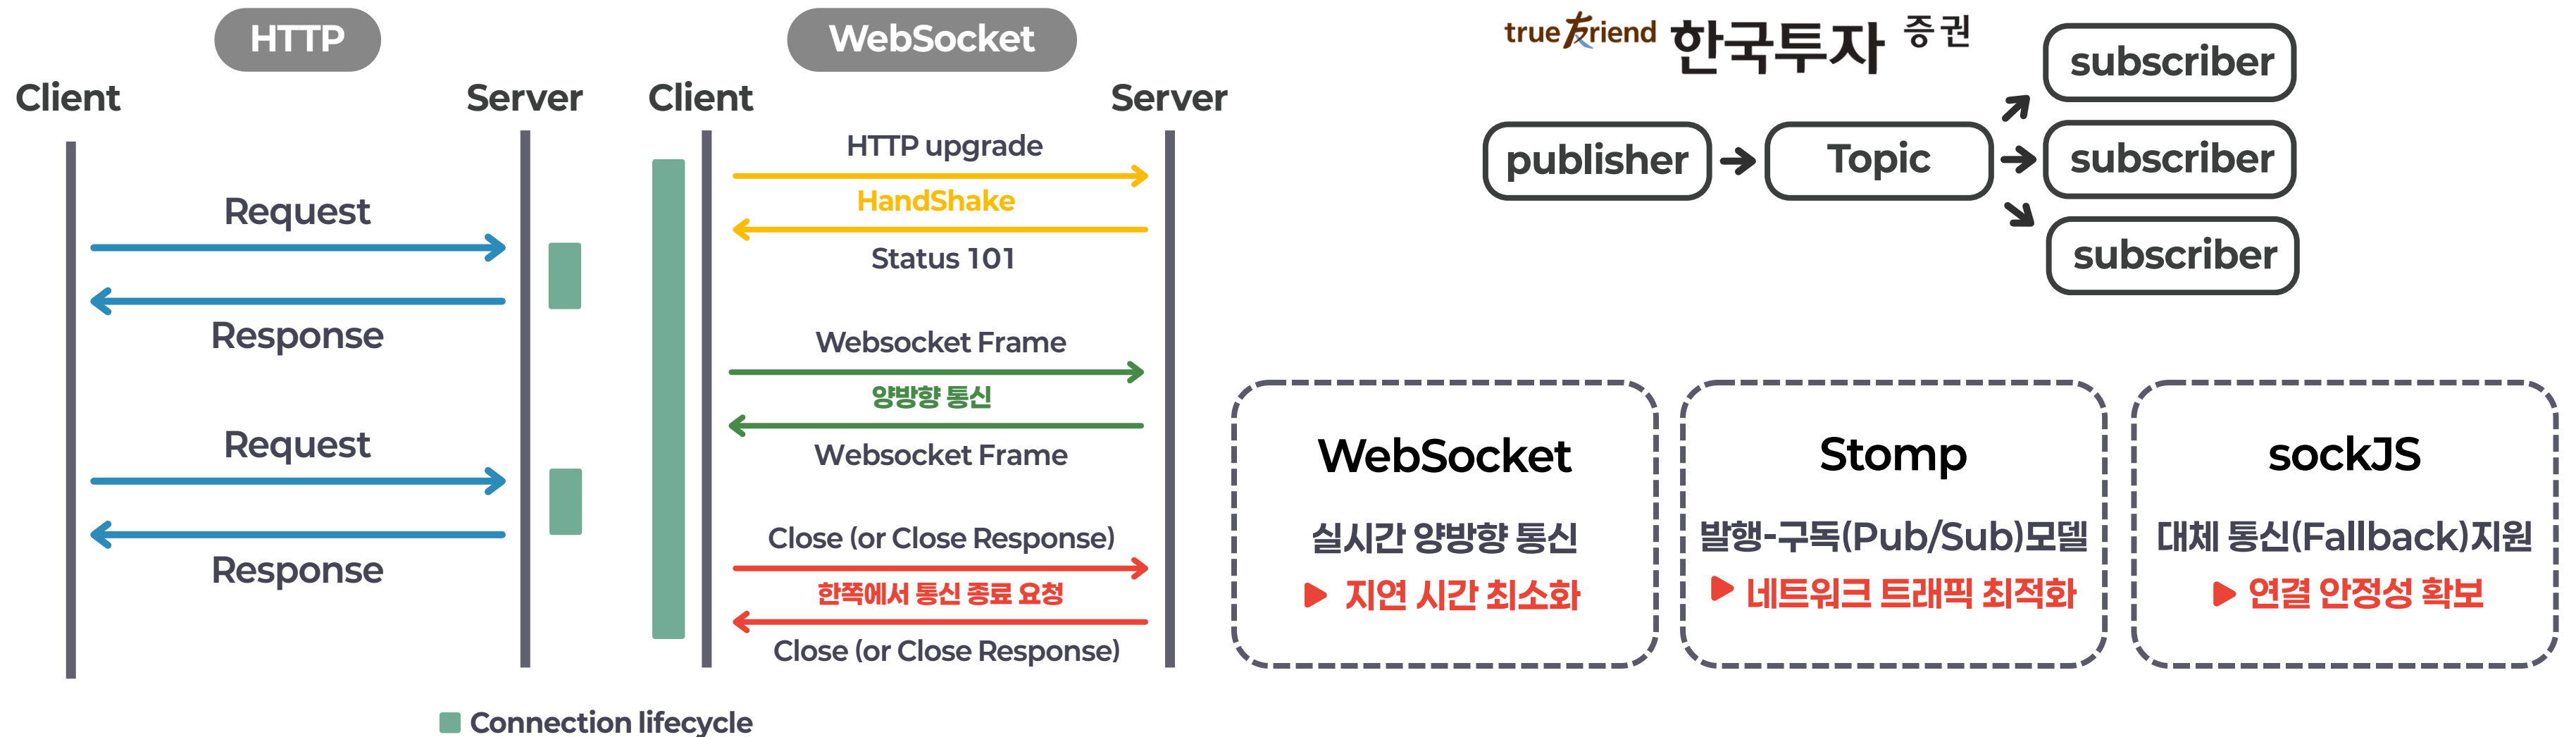 HTTP
Client
Server
Request
Response
Request
Response
WebSocket
Client
Server
HTTP upgrade
HandShake
Status 101
Websocket Frame
양방향 통신
Websocket Frame
Close (or Close Response)
한쪽에서 통신 종료 요청
Close (or Close Response)
Connection lifecycle
true friend 한국투자 증권
publisher
Topic
subscriber
subscriber
subscriber
WebSocket
실시간 양방향 통신
▶ 지연 시간 최소화
Stomp
발행-구독(Pub/Sub)모델
▶ 네트워크 트래픽 최적화
sockJS
대체 통신(Fallback)지원
▶ 연결 안정성 확보